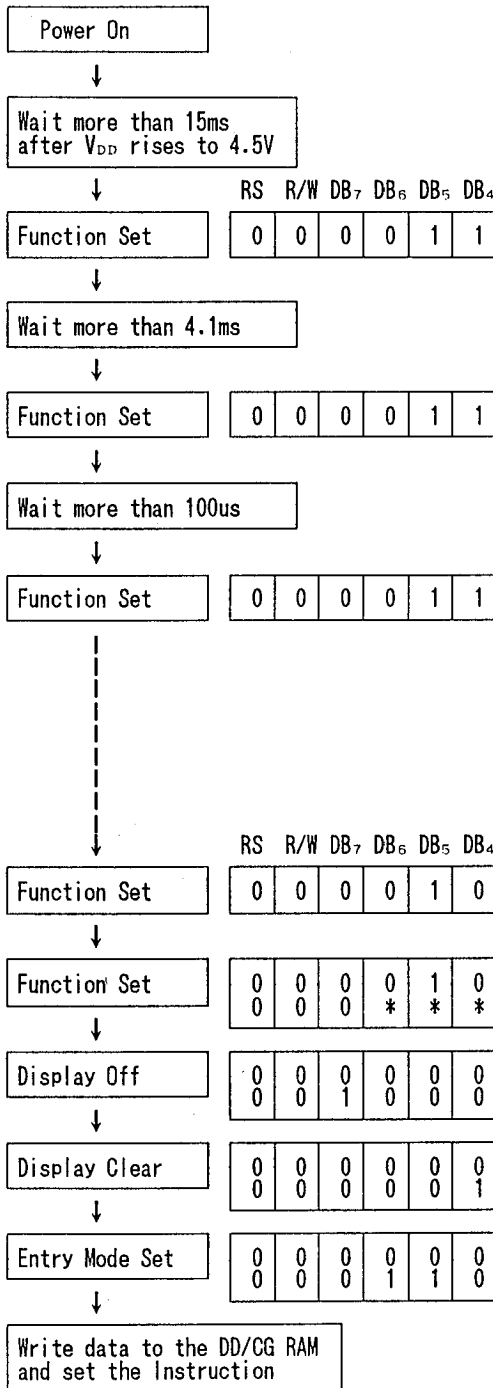 Power On
↓
Wait more than 15ms
after V_DD rises to 4.5V
↓
RS R/W DB₇ DB₆ DB₅ DB₄
Function Set 0 0 0 0 1 1
↓
Wait more than 4.1ms
↓
Function Set 0 0 0 0 1 1
↓
Wait more than 100us
↓
Function Set 0 0 0 0 1 1
RS R/W DB₇ DB₆ DB₅ DB₄
Function Set 0 0 0 0 1 0
↓
Function Set 0 0 0 0 1 0
0 0 0 * * *
↓
Display Off 0 0 0 0 0 0
0 0 1 0 0 0
↓
Display Clear 0 0 0 0 0 0
0 0 0 0 0 1
↓
Entry Mode Set 0 0 0 0 0 0
0 0 0 1 1 0
↓
Write data to the DD/CG RAM
and set the Instruction